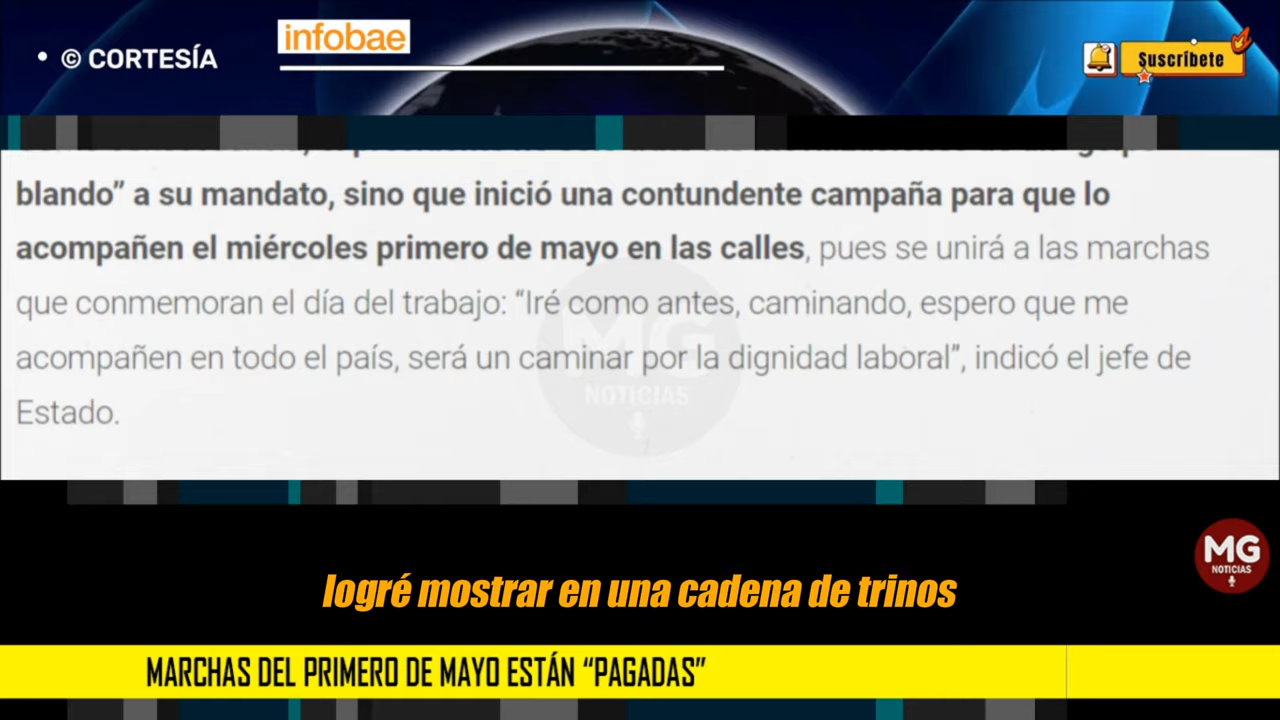 infobae
• © CORTESÍA
Suscríbete
blando” a su mandato, sino que inició una contundente campaña para que lo
acompañen el miércoles primero de mayo en las calles, pues se unirá a las marchas
que conmemoran el día del trabajo: “Iré como antes, caminando, espero que me
acompañen en todo el país, será un caminar por la dignidad laboral”, indicó el jefe de
Estado.
MG
NOTICIAS
MG
NOTICIAS
logré mostrar en una cadena de trinos
MARCHAS DEL PRIMERO DE MAYO ESTÁN “PAGADAS”